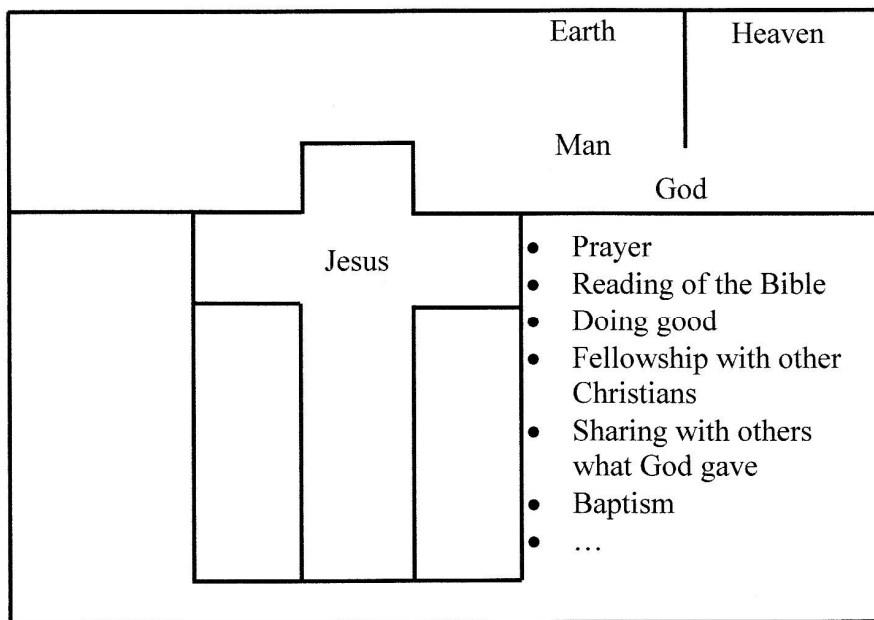 Earth
Heaven
Man
God
Jesus
• Prayer
• Reading of the Bible
• Doing good
• Fellowship with other
Christians
• Sharing with others
what God gave
• Baptism
• …